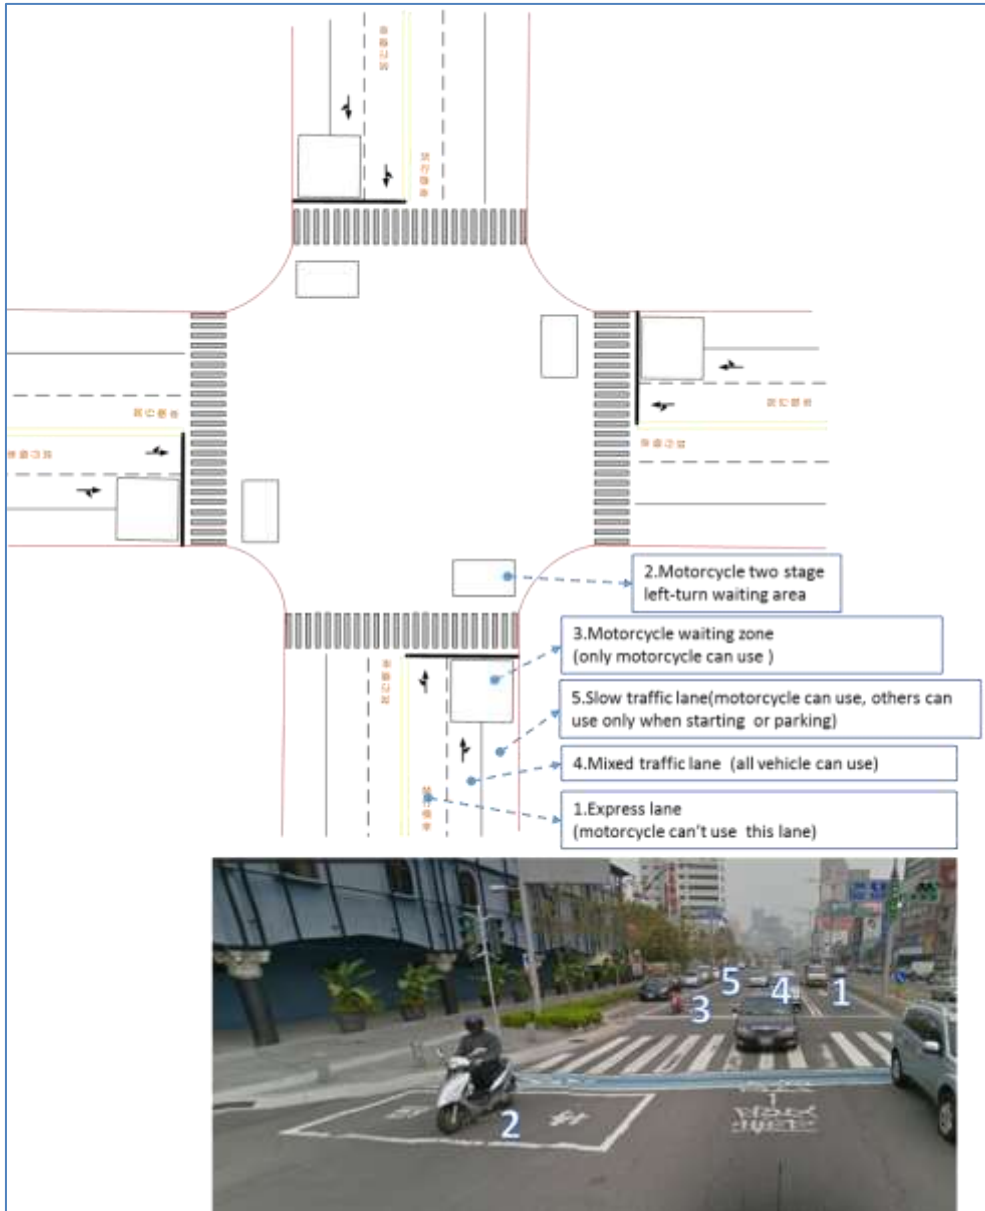 2.Motorcycle two stage
left-turn waiting area
3.Motorcycle waiting zone
(only motorcycle can use )
5.Slow traffic lane(motorcycle can use, others can
use only when starting or parking)
4.Mixed traffic lane (all vehicle can use)
1.Express lane
(motorcycle can't use this lane)
5
4
1
3
2